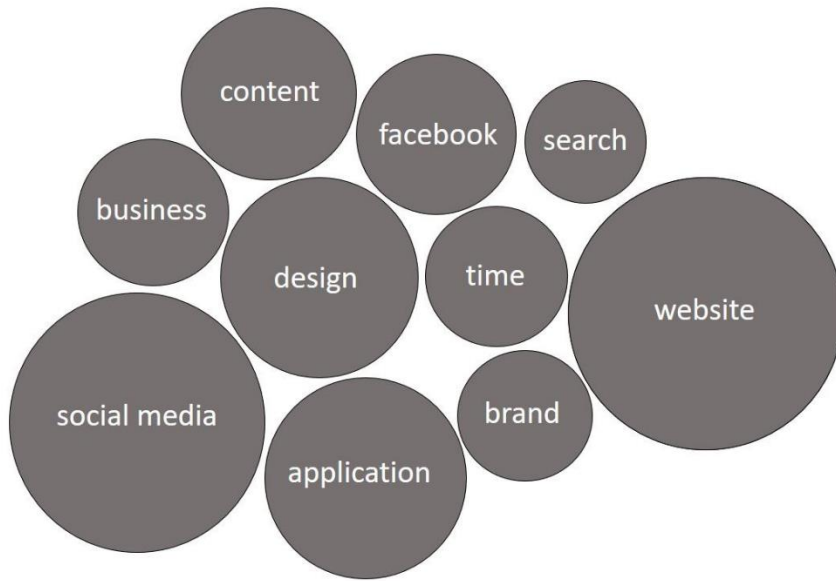 content
facebook
search
business
design
time
website
social media
brand
application